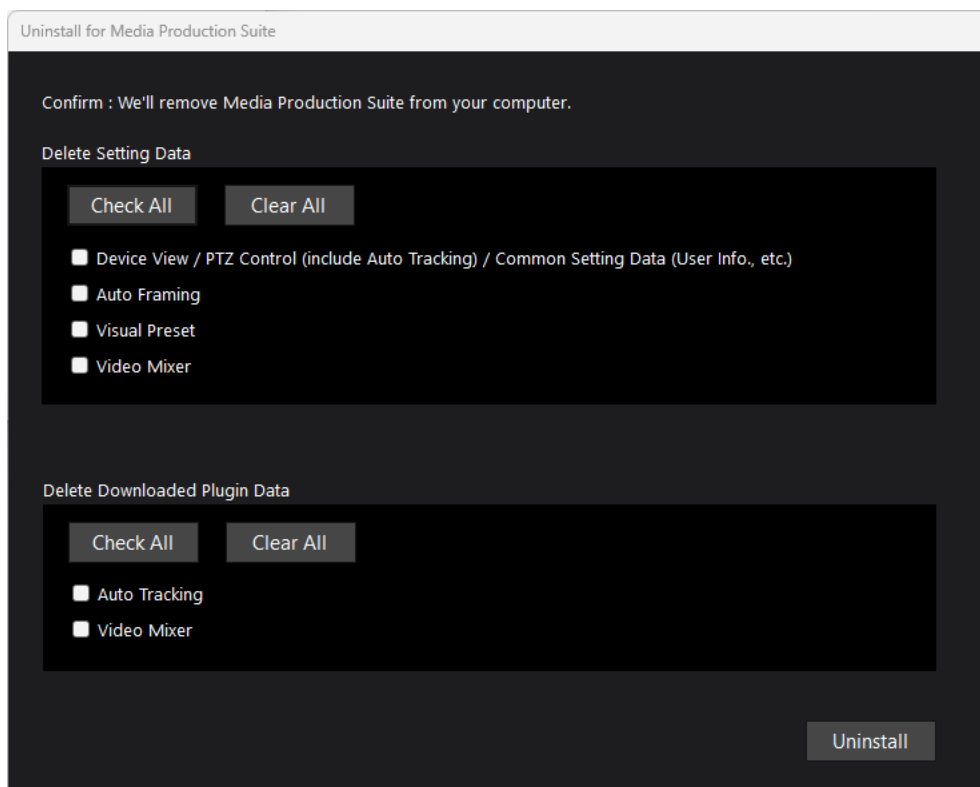 Uninstall for Media Production Suite
Confirm : We'll remove Media Production Suite from your computer.
Delete Setting Data
Check All
Clear All
Device View / PTZ Control (include Auto Tracking) / Common Setting Data (User Info., etc.)
Auto Framing
Visual Preset
Video Mixer
Delete Downloaded Plugin Data
Check All
Clear All
Auto Tracking
Video Mixer
Uninstall